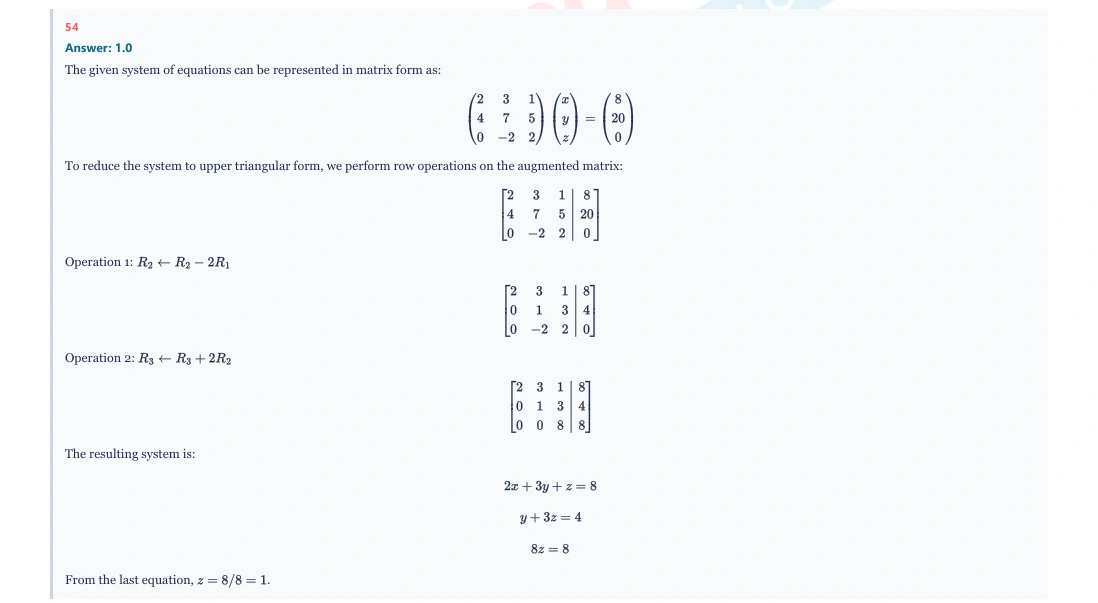 54
Answer: 1.0
The given system of equations can be represented in matrix form as:
(2 3 1) (x) (8)
(4 7 5) (y) = (20)
(0 −2 2) (z) (0)
To reduce the system to upper triangular form, we perform row operations on the augmented matrix:
[2 3 1 | 8]
[4 7 5 | 20]
[0 −2 2 | 0]
Operation 1: R₂ ← R₂ − 2R₁
[2 3 1 | 8]
[0 1 3 | 4]
[0 −2 2 | 0]
Operation 2: R₃ ← R₃ + 2R₂
[2 3 1 | 8]
[0 1 3 | 4]
[0 0 8 | 8]
The resulting system is:
2x + 3y + z = 8
y + 3z = 4
8z = 8
From the last equation, z = 8/8 = 1.